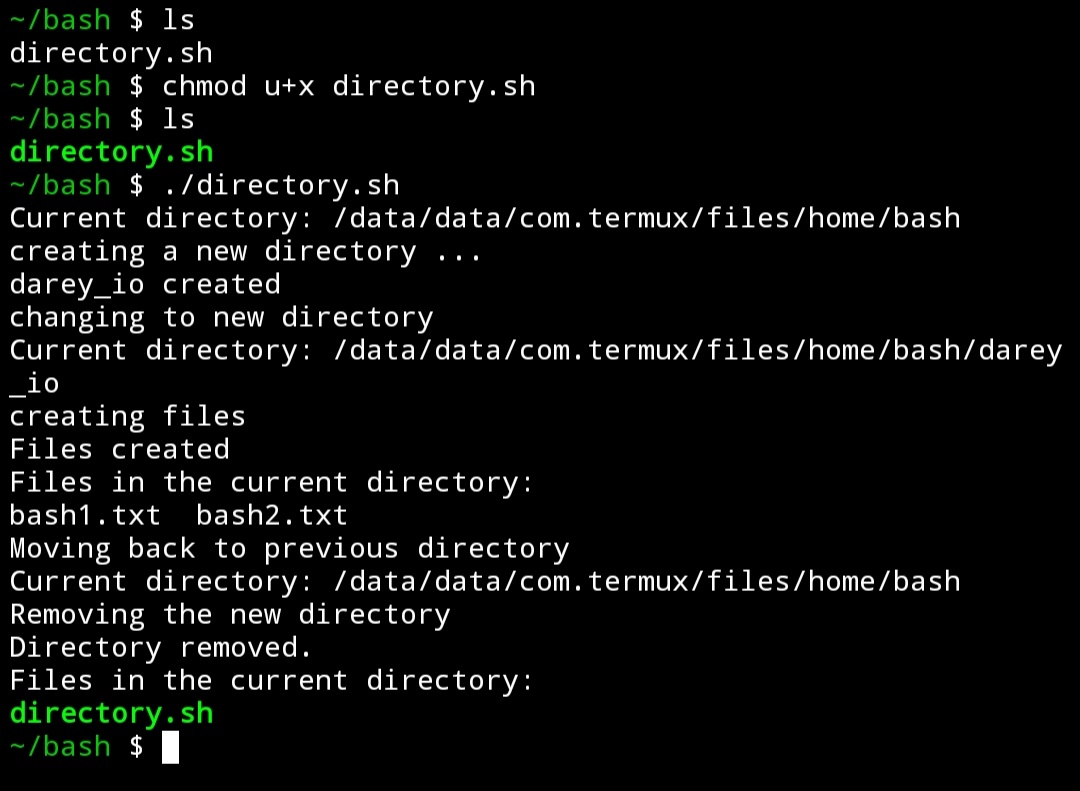 ~/bash $ ls
directory.sh
~/bash $ chmod u+x directory.sh
~/bash $ ls
directory.sh
~/bash $ ./directory.sh
Current directory: /data/data/com.termux/files/home/bash
creating a new directory ...
darey_io created
changing to new directory
Current directory: /data/data/com.termux/files/home/bash/darey
_io
creating files
Files created
Files in the current directory:
bash1.txt  bash2.txt
Moving back to previous directory
Current directory: /data/data/com.termux/files/home/bash
Removing the new directory
Directory removed.
Files in the current directory:
directory.sh
~/bash $